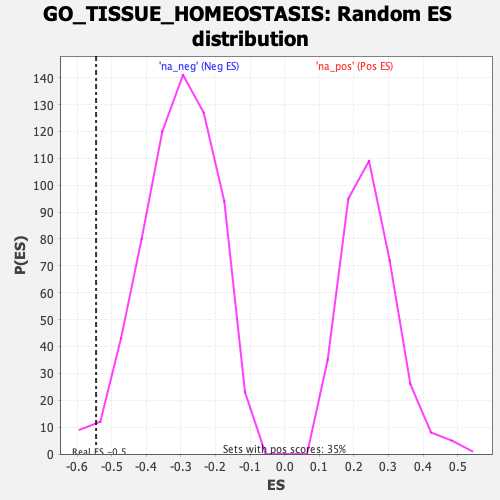 GO_TISSUE_HOMEOSTASIS: Random ES
distribution
'na_neg' (Neg ES) 'na_pos' (Pos ES)
140
130
120
110
100
90
80
70
60
50
40
30
20
10
0
P(ES)
Real ES -0.5
Sets with pos scores: 35%
-0.6 -0.5 -0.4 -0.3 -0.2 -0.1 0.0 0.1 0.2 0.3 0.4 0.5
ES